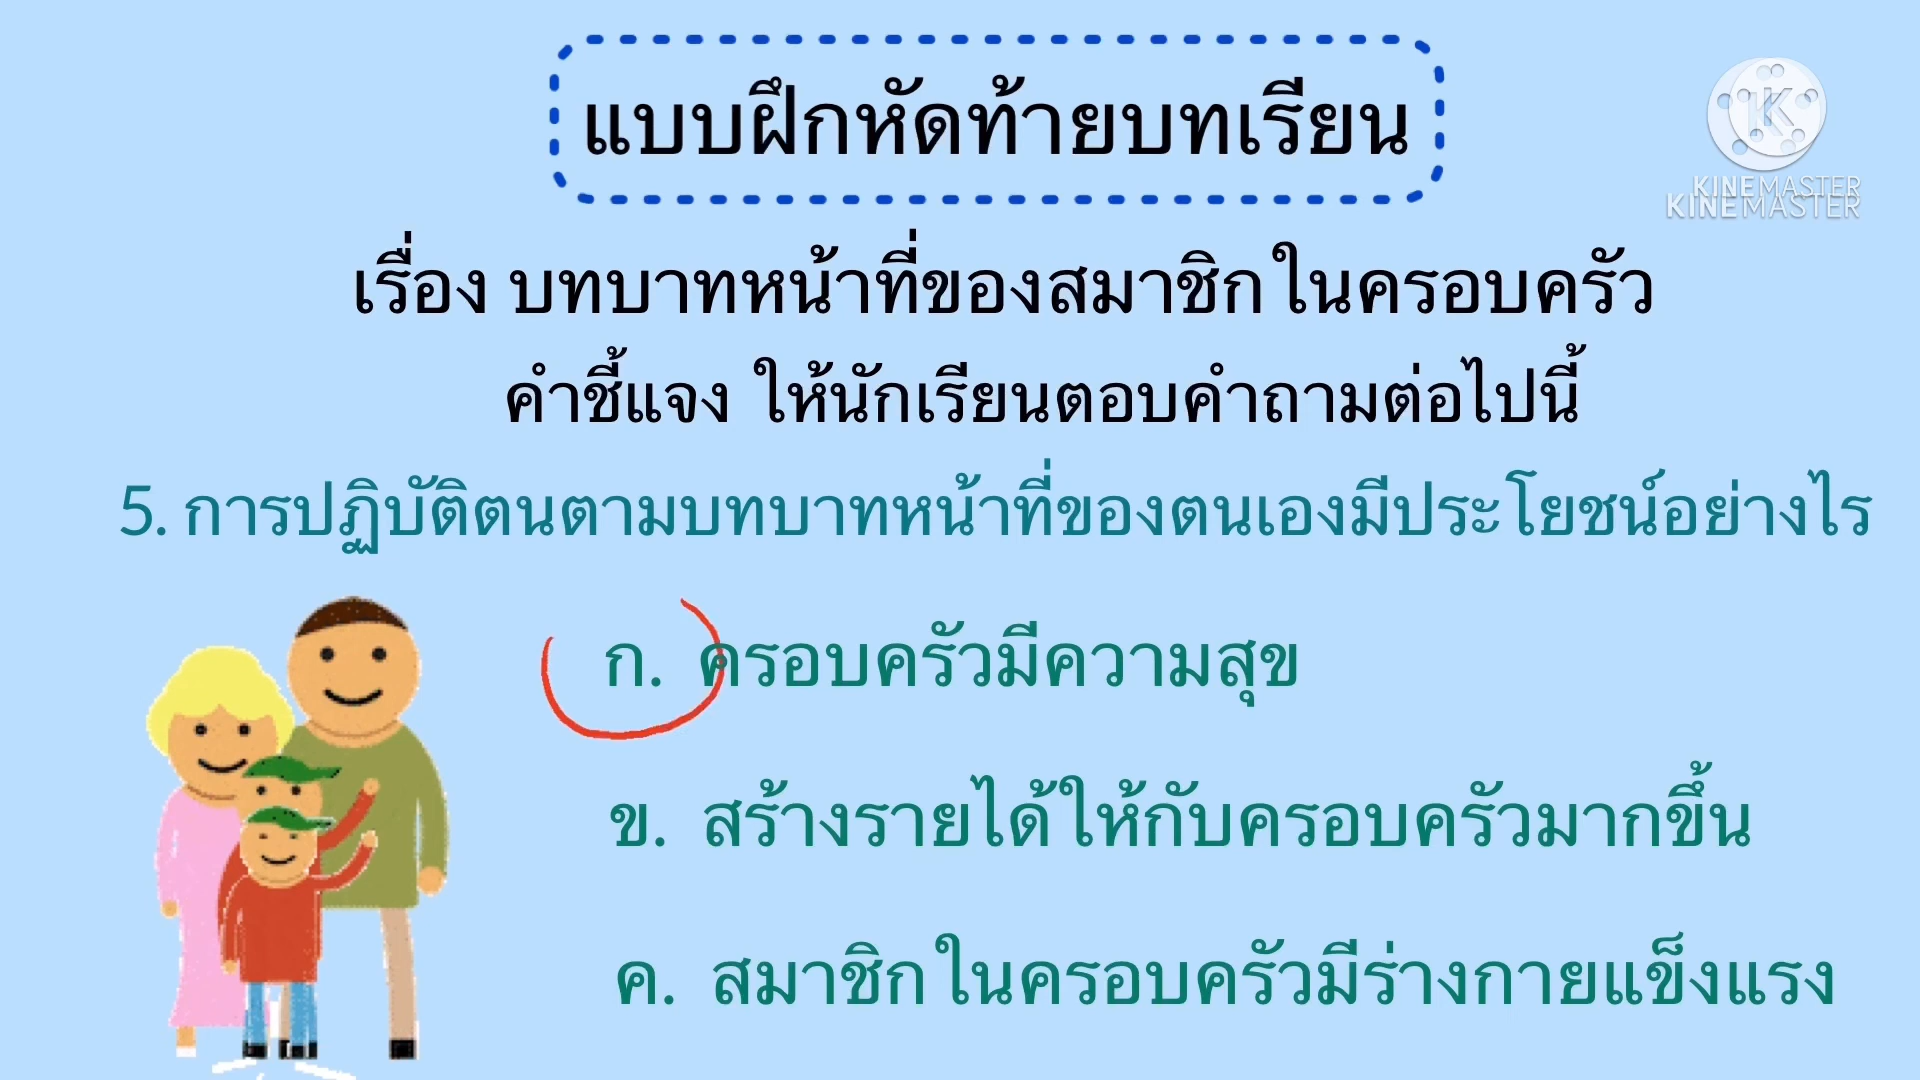 แบบฝึกหัดท้ายบทเรียน
KINEMASTER
KINEMASTER
เรื่อง บทบาทหน้าที่ของสมาชิกในครอบครัว
คำชี้แจง ให้นักเรียนตอบคำถามต่อไปนี้
5. การปฏิบัติตนตามบทบาทหน้าที่ของตนเองมีประโยชน์อย่างไร
ก. ครอบครัวมีความสุข
ข. สร้างรายได้ให้กับครอบครัวมากขึ้น
ค. สมาชิกในครอบครัวมีร่างกายแข็งแรง